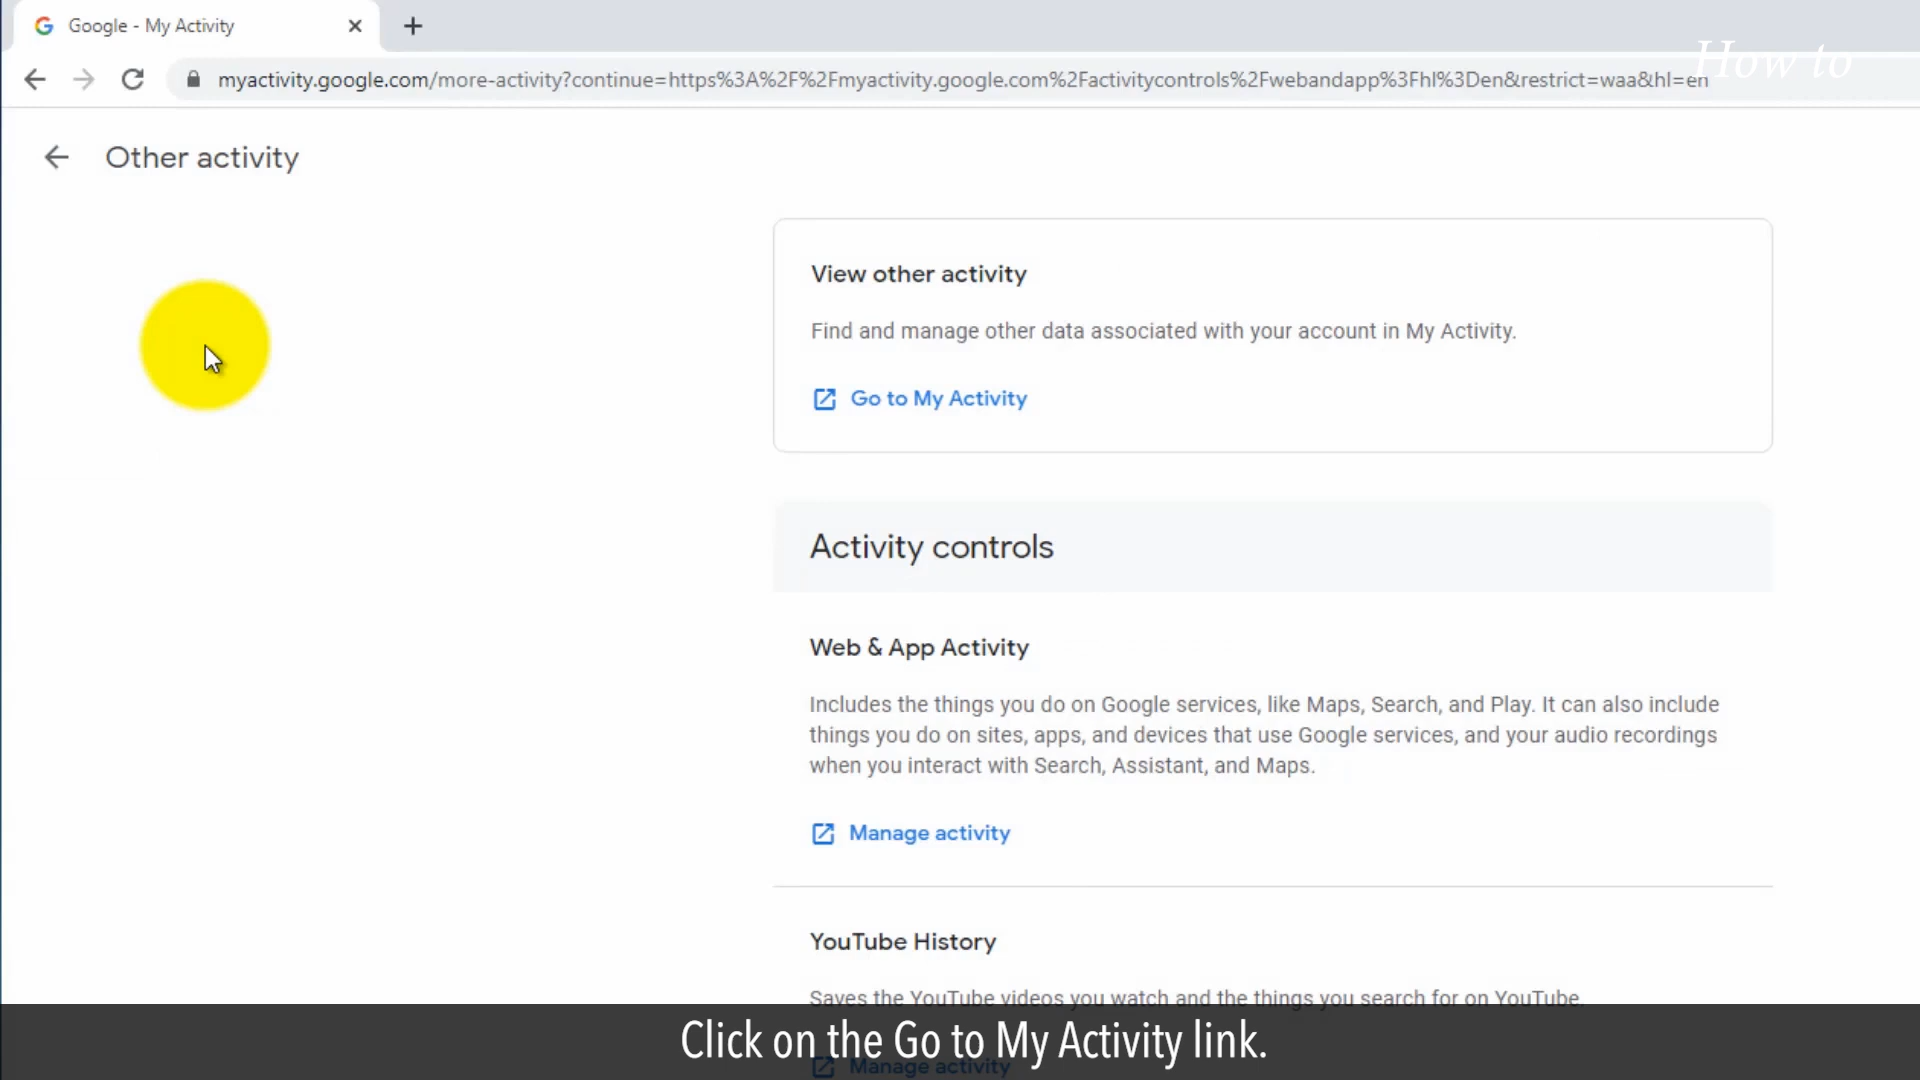 Google - My Activity
How to
myactivity.google.com/more-activity?continue=https%3A%2F%2Fmyactivity.google.com%2Factivitycontrols%2Fwebandapp%3Fhl%3Den&restrict=waa&hl=en
Other activity
View other activity
Find and manage other data associated with your account in My Activity.
Go to My Activity
Activity controls
Web & App Activity
Includes the things you do on Google services, like Maps, Search, and Play. It can also include
things you do on sites, apps, and devices that use Google services, and your audio recordings
when you interact with Search, Assistant, and Maps.
Manage activity
YouTube History
Saves the YouTube videos you watch and the things you search for on YouTube.
Click on the Go to My Activity link.
Manage activity